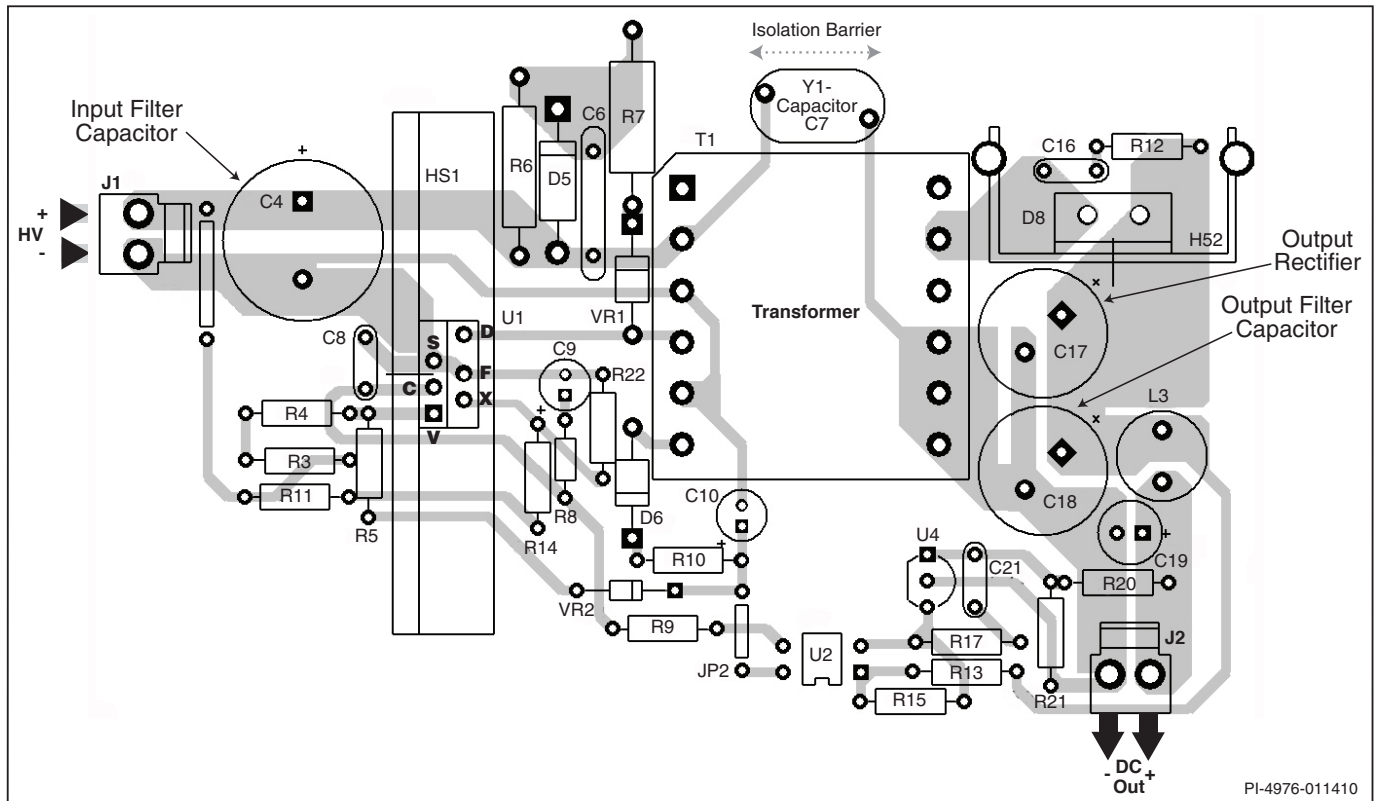 Isolation Barrier
Y1-
Capacitor
C7
Input Filter
Capacitor
+
J1
+
HV
-
C4
HS1
R6
D5
C6
R7
T1
C16
R12
D8
H52
Output
Rectifier
Output Filter
Capacitor
x
C17
Transformer
VR1
U1
D
S
F
C
X
V
C8
C9
+
R22
R4
R3
R11
R5
R14
R8
D6
C10
+
R10
VR2
R9
JP2
U2
U4
C21
R17
R13
R15
R21
R20
x
C18
L3
C19
+
J2
- DC +
Out
PI-4976-011410